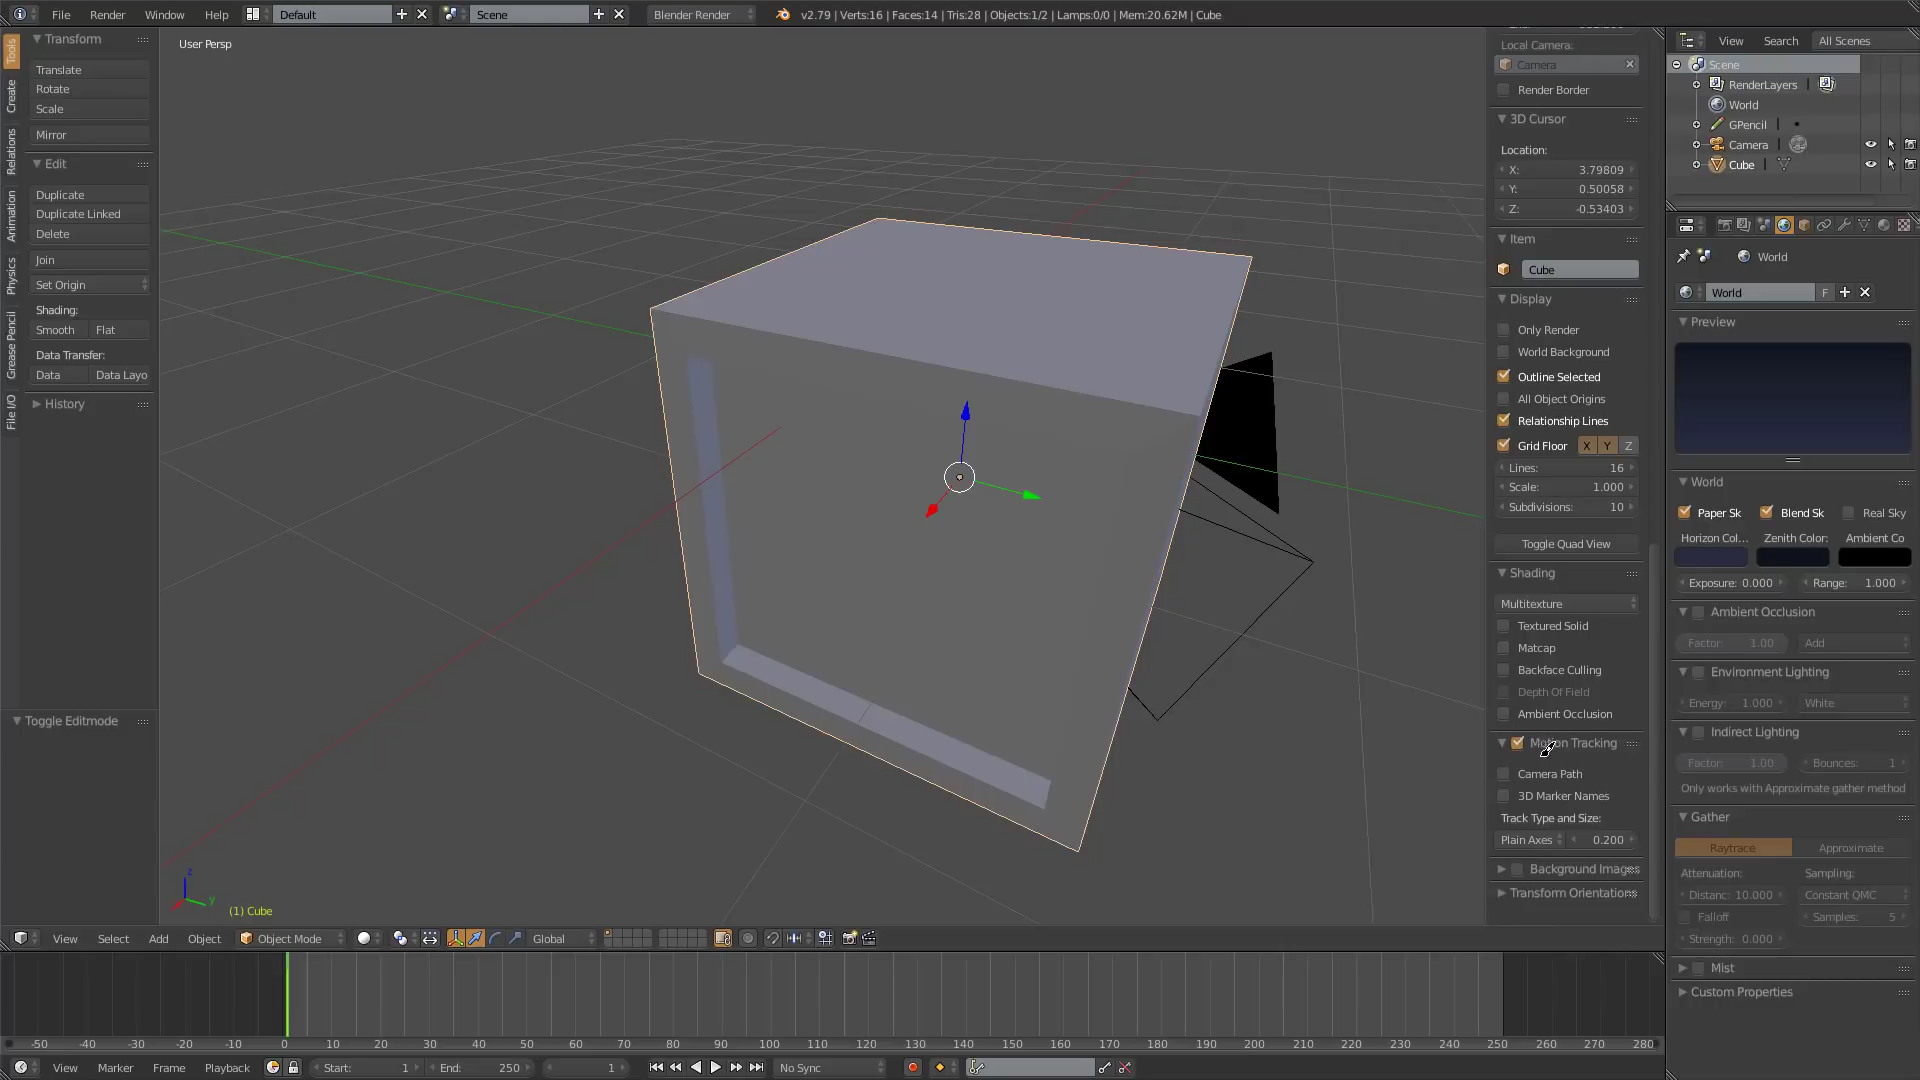 File Render Window Help Default Scene Blender Render v2.79 | Verts:16 | Faces:14 | Tris:28 | Objects:1/2 | Lamps:0/0 | Mem:20.62M | Cube
Tools
Create
Relations
Animation
Physics
Grease Pencil
File I/O
Transform
Translate
Rotate
Scale
Mirror
Edit
Duplicate
Duplicate Linked
Delete
Join
Set Origin
Shading:
Smooth Flat
Data Transfer:
Data Data Layo
History
Toggle Editmode
User Persp
z
y
(1) Cube
Local Camera:
Camera
Render Border
3D Cursor
Location:
X: 3.79809
Y: 0.50058
Z: -0.53403
Item
Cube
Display
Only Render
World Background
Outline Selected
All Object Origins
Relationship Lines
Grid Floor X Y Z
Lines: 16
Scale: 1.000
Subdivisions: 10
Toggle Quad View
Shading
Multitexture
Textured Solid
Matcap
Backface Culling
Depth Of Field
Ambient Occlusion
Motion Tracking
Camera Path
3D Marker Names
Track Type and Size:
Plain Axes 0.200
Background Images
Transform Orientations
View Search All Scenes
Scene
RenderLayers
World
GPencil
Camera
Cube
World
World F
Preview
World
Paper Sk Blend Sk Real Sky
Horizon Col... Zenith Color: Ambient Co
Exposure: 0.000 Range: 1.000
Ambient Occlusion
Factor: 1.00 Add
Environment Lighting
Energy: 1.000 White
Indirect Lighting
Factor: 1.00 Bounces: 1
Only works with Approximate gather method
Gather
Raytrace Approximate
Attenuation: Sampling:
Distanc: 10.000 Constant QMC
Falloff Samples: 5
Strength: 0.000
Mist
Custom Properties
View Select Add Object Object Mode Global
-50 -40 -30 -20 -10 0 10 20 30 40 50 60 70 80 90 100 110 120 130 140 150 160 170 180 190 200 210 220 230 240 250 260 270 280
View Marker Frame Playback Start: 1 End: 250 1 No Sync